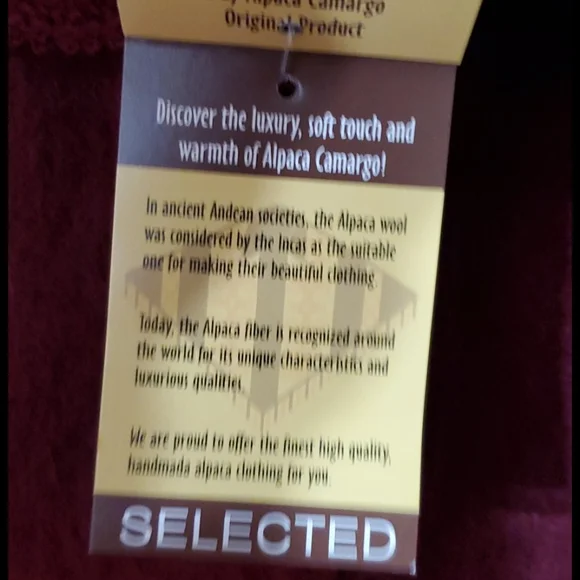 by Alpaca Camargo
Original Product
Discover the luxury, soft touch and
warmth of Alpaca Camargo!
In ancient Andean societies, the Alpaca wool
was considered by the Incas as the suitable
one for making their beautiful clothing.
Today, the Alpaca fiber is recognized around
the world for its unique characteristics and
luxurious qualities.
We are proud to offer the finest high quality,
handmada alpaca clothing for you.
SELECTED